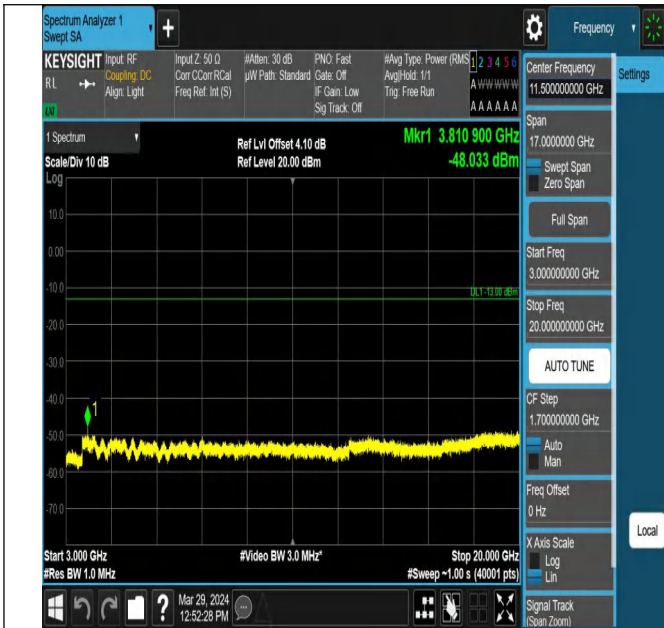 Spectrum Analyzer 1
Swept SA
Frequency
KEYSIGHT
RL
LXI
Input: RF
Coupling: DC
Align: Light
Input Z: 50 Ω
Corr CCorr RCal
Freq Ref: Int (S)
#Atten: 30 dB
µW Path: Standard
PNO: Fast
Gate: Off
IF Gain: Low
Sig Track: Off
#Avg Type: Power (RMS
Avg|Hold: 1/1
Trig: Free Run
1 2 3 4 5 6
A W W W W W
A A A A A A
1 Spectrum
Scale/Div 10 dB
Log
Ref Lvl Offset 4.10 dB
Ref Level 20.00 dBm
Mkr1 3.810 900 GHz
-48.033 dBm
10.0
0.00
-10.0
DL1 -13.00 dBm
-20.0
-30.0
-40.0
1
-50.0
-60.0
-70.0
Start 3.000 GHz
#Res BW 1.0 MHz
#Video BW 3.0 MHz*
Stop 20.000 GHz
#Sweep ~1.00 s (40001 pts)
Mar 29, 2024
12:52:28 PM
Center Frequency
11.500000000 GHz
Settings
Span
17.0000000 GHz
Swept Span
Zero Span
Full Span
Start Freq
3.000000000 GHz
Stop Freq
20.000000000 GHz
AUTO TUNE
CF Step
1.700000000 GHz
Auto
Man
Freq Offset
0 Hz
Local
X Axis Scale
Log
Lin
Signal Track
(Span Zoom)